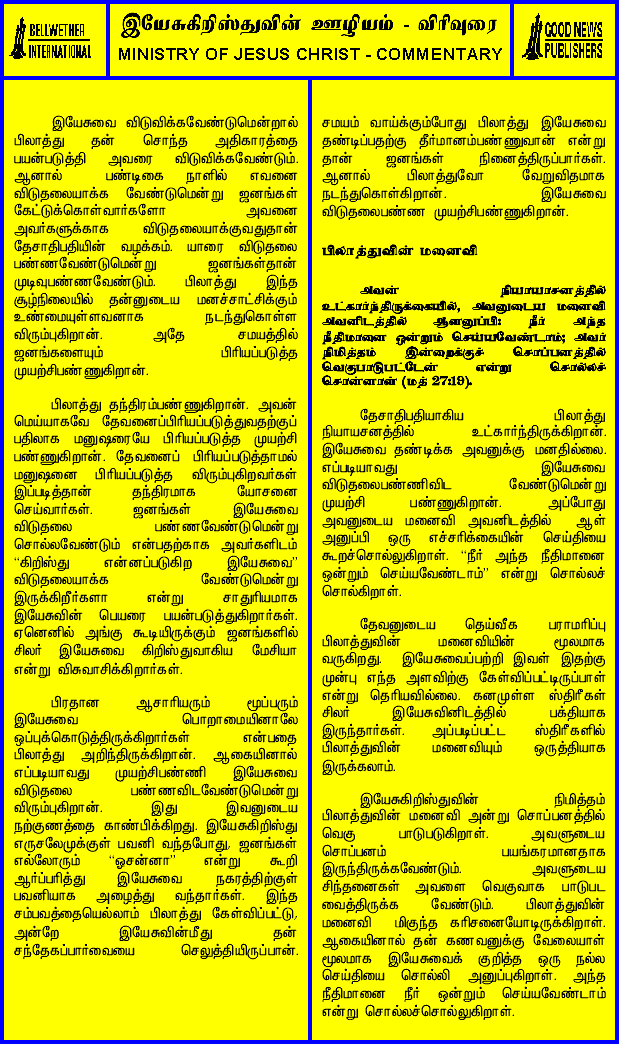 BELLWETHER
INTERNATIONAL
இயேசுகிறிஸ்துவின் ஊழியம் - விரிவுரை
MINISTRY OF JESUS CHRIST - COMMENTARY
GOOD NEWS
PUBLISHERS
இயேசுவை விடுவிக்கவேண்டுமென்றால்
பிலாத்து தன் சொந்த அதிகாரத்தை
பயன்படுத்தி அவரை விடுவிக்கவேண்டும்.
ஆனால் பண்டிகை நாளில் எவனை
விடுதலையாக்க வேண்டுமென்று ஜனங்கள்
கேட்டுக்கொள்வார்களோ அவனை
அவர்களுக்காக விடுதலையாக்குவதுதான்
தேசாதிபதியின் வழக்கம். யாரை விடுதலை
பண்ணவேண்டுமென்று ஜனங்கள்தான்
முடிவுபண்ணவேண்டும். பிலாத்து இந்த
சூழ்நிலையில் தன்னுடைய மனச்சாட்சிக்கும்
உண்மையுள்ளவனாக நடந்துகொள்ள
விரும்புகிறான். அதே சமயத்தில்
ஜனங்களையும் பிரியப்படுத்த
முயற்சிபண்ணுகிறான்.
பிலாத்து தந்திரம்பண்ணுகிறான். அவன்
மெய்யாகவே தேவனைப்பிரியப்படுத்துவதற்குப்
பதிலாக மனுஷரையே பிரியப்படுத்த முயற்சி
பண்ணுகிறான். தேவனைப் பிரியப்படுத்தாமல்
மனுஷனை பிரியப்படுத்த விரும்புகிறவர்கள்
இப்படித்தான் தந்திரமாக யோசனை
செய்வார்கள். ஜனங்கள் இயேசுவை
விடுதலை பண்ணவேண்டுமென்று
சொல்லவேண்டும் என்பதற்காக அவர்களிடம்
“கிறிஸ்து என்னப்படுகிற இயேசுவை”
விடுதலையாக்க வேண்டுமென்று
இருக்கிறீர்களா என்று சாதுரியமாக
இயேசுவின் பெயரை பயன்படுத்துகிறார்கள்.
ஏனெனில் அங்கு கூடியிருக்கும் ஜனங்களில்
சிலர் இயேசுவை கிறிஸ்துவாகிய மேசியா
என்று விசுவாசிக்கிறார்கள்.
பிரதான ஆசாரியரும் மூப்பரும்
இயேசுவை பொறாமையினாலே
ஒப்புக்கொடுத்திருக்கிறார்கள் என்பதை
பிலாத்து அறிந்திருக்கிறான். ஆகையினால்
எப்படியாவது முயற்சிபண்ணி இயேசுவை
விடுதலை பண்ணவிடவேண்டுமென்று
விரும்புகிறான். இது இவனுடைய
நற்குணத்தை காண்பிக்கிறது. இயேசுகிறிஸ்து
எருசலேமுக்குள் பவனி வந்தபோது, ஜனங்கள்
எல்லோரும் “ஒசன்னா” என்று கூறி
ஆர்ப்பரித்து இயேசுவை நகரத்திற்குள்
பவனியாக அழைத்து வந்தார்கள். இந்த
சம்பவத்தையெல்லாம் பிலாத்து கேள்விப்பட்டு,
அன்றே இயேசுவின்மீது தன்
சந்தேகப்பார்வையை செலுத்தியிருப்பான்.
சமயம் வாய்க்கும்போது பிலாத்து இயேசுவை
தண்டிப்பதற்கு தீர்மானம்பண்ணுவான் என்று
தான் ஜனங்கள் நினைத்திருப்பார்கள்.
ஆனால் பிலாத்துவோ வேறுவிதமாக
நடந்துகொள்கிறான். இயேசுவை
விடுதலைபண்ண முயற்சிபண்ணுகிறான்.
பிலாத்துவின் மனைவி
அவன் நியாயாசனத்தில்
உட்கார்ந்திருக்கையில், அவனுடைய மனைவி
அவனிடத்தில் ஆளனுப்பி: நீர் அந்த
நீதிமானை ஒன்றும் செய்யவேண்டாம்; அவர்
நிமித்தம் இன்றைக்குச் சொப்பனத்தில்
வெகுபாடுபட்டேன் என்று சொல்லச்
சொன்னாள் (மத் 27:19).
தேசாதிபதியாகிய பிலாத்து
நியாயசனத்தில் உட்கார்ந்திருக்கிறான்.
இயேசுவை தண்டிக்க அவனுக்கு மனதில்லை.
எப்படியாவது இயேசுவை
விடுதலைபண்ணிவிட வேண்டுமென்று
முயற்சி பண்ணுகிறான். அப்போது
அவனுடைய மனைவி அவனிடத்தில் ஆள்
அனுப்பி ஒரு எச்சரிக்கையின் செய்தியை
கூறச்சொல்லுகிறாள். “நீர் அந்த நீதிமானை
ஒன்றும் செய்யவேண்டாம்” என்று சொல்லச்
சொல்கிறாள்.
தேவனுடைய தெய்வீக பராமரிப்பு
பிலாத்துவின் மனைவியின் மூலமாக
வருகிறது. இயேசுவைப்பற்றி இவள் இதற்கு
முன்பு எந்த அளவிற்கு கேள்விப்பட்டிருப்பாள்
என்று தெரியவில்லை. கனமுள்ள ஸ்திரீகள்
சிலர் இயேசுவினிடத்தில் பக்தியாக
இருந்தார்கள். அப்படிப்பட்ட ஸ்திரீகளில்
பிலாத்துவின் மனைவியும் ஒருத்தியாக
இருக்கலாம்.
இயேசுகிறிஸ்துவின் நிமித்தம்
பிலாத்துவின் மனைவி அன்று சொப்பனத்தில்
வெகு பாடுபடுகிறாள். அவளுடைய
சொப்பனம் பயங்கரமானதாக
இருந்திருக்கவேண்டும். அவளுடைய
சிந்தனைகள் அவளை வெகுவாக பாடுபட
வைத்திருக்க வேண்டும். பிலாத்துவின்
மனைவி மிகுந்த கரிசனையோடிருக்கிறாள்.
ஆகையினால் தன் கணவனுக்கு வேலையாள்
மூலமாக இயேசுவைக் குறித்த ஒரு நல்ல
செய்தியை சொல்லி அனுப்புகிறாள். அந்த
நீதிமானை நீர் ஒன்றும் செய்யவேண்டாம்
என்று சொல்லச்சொல்லுகிறாள்.